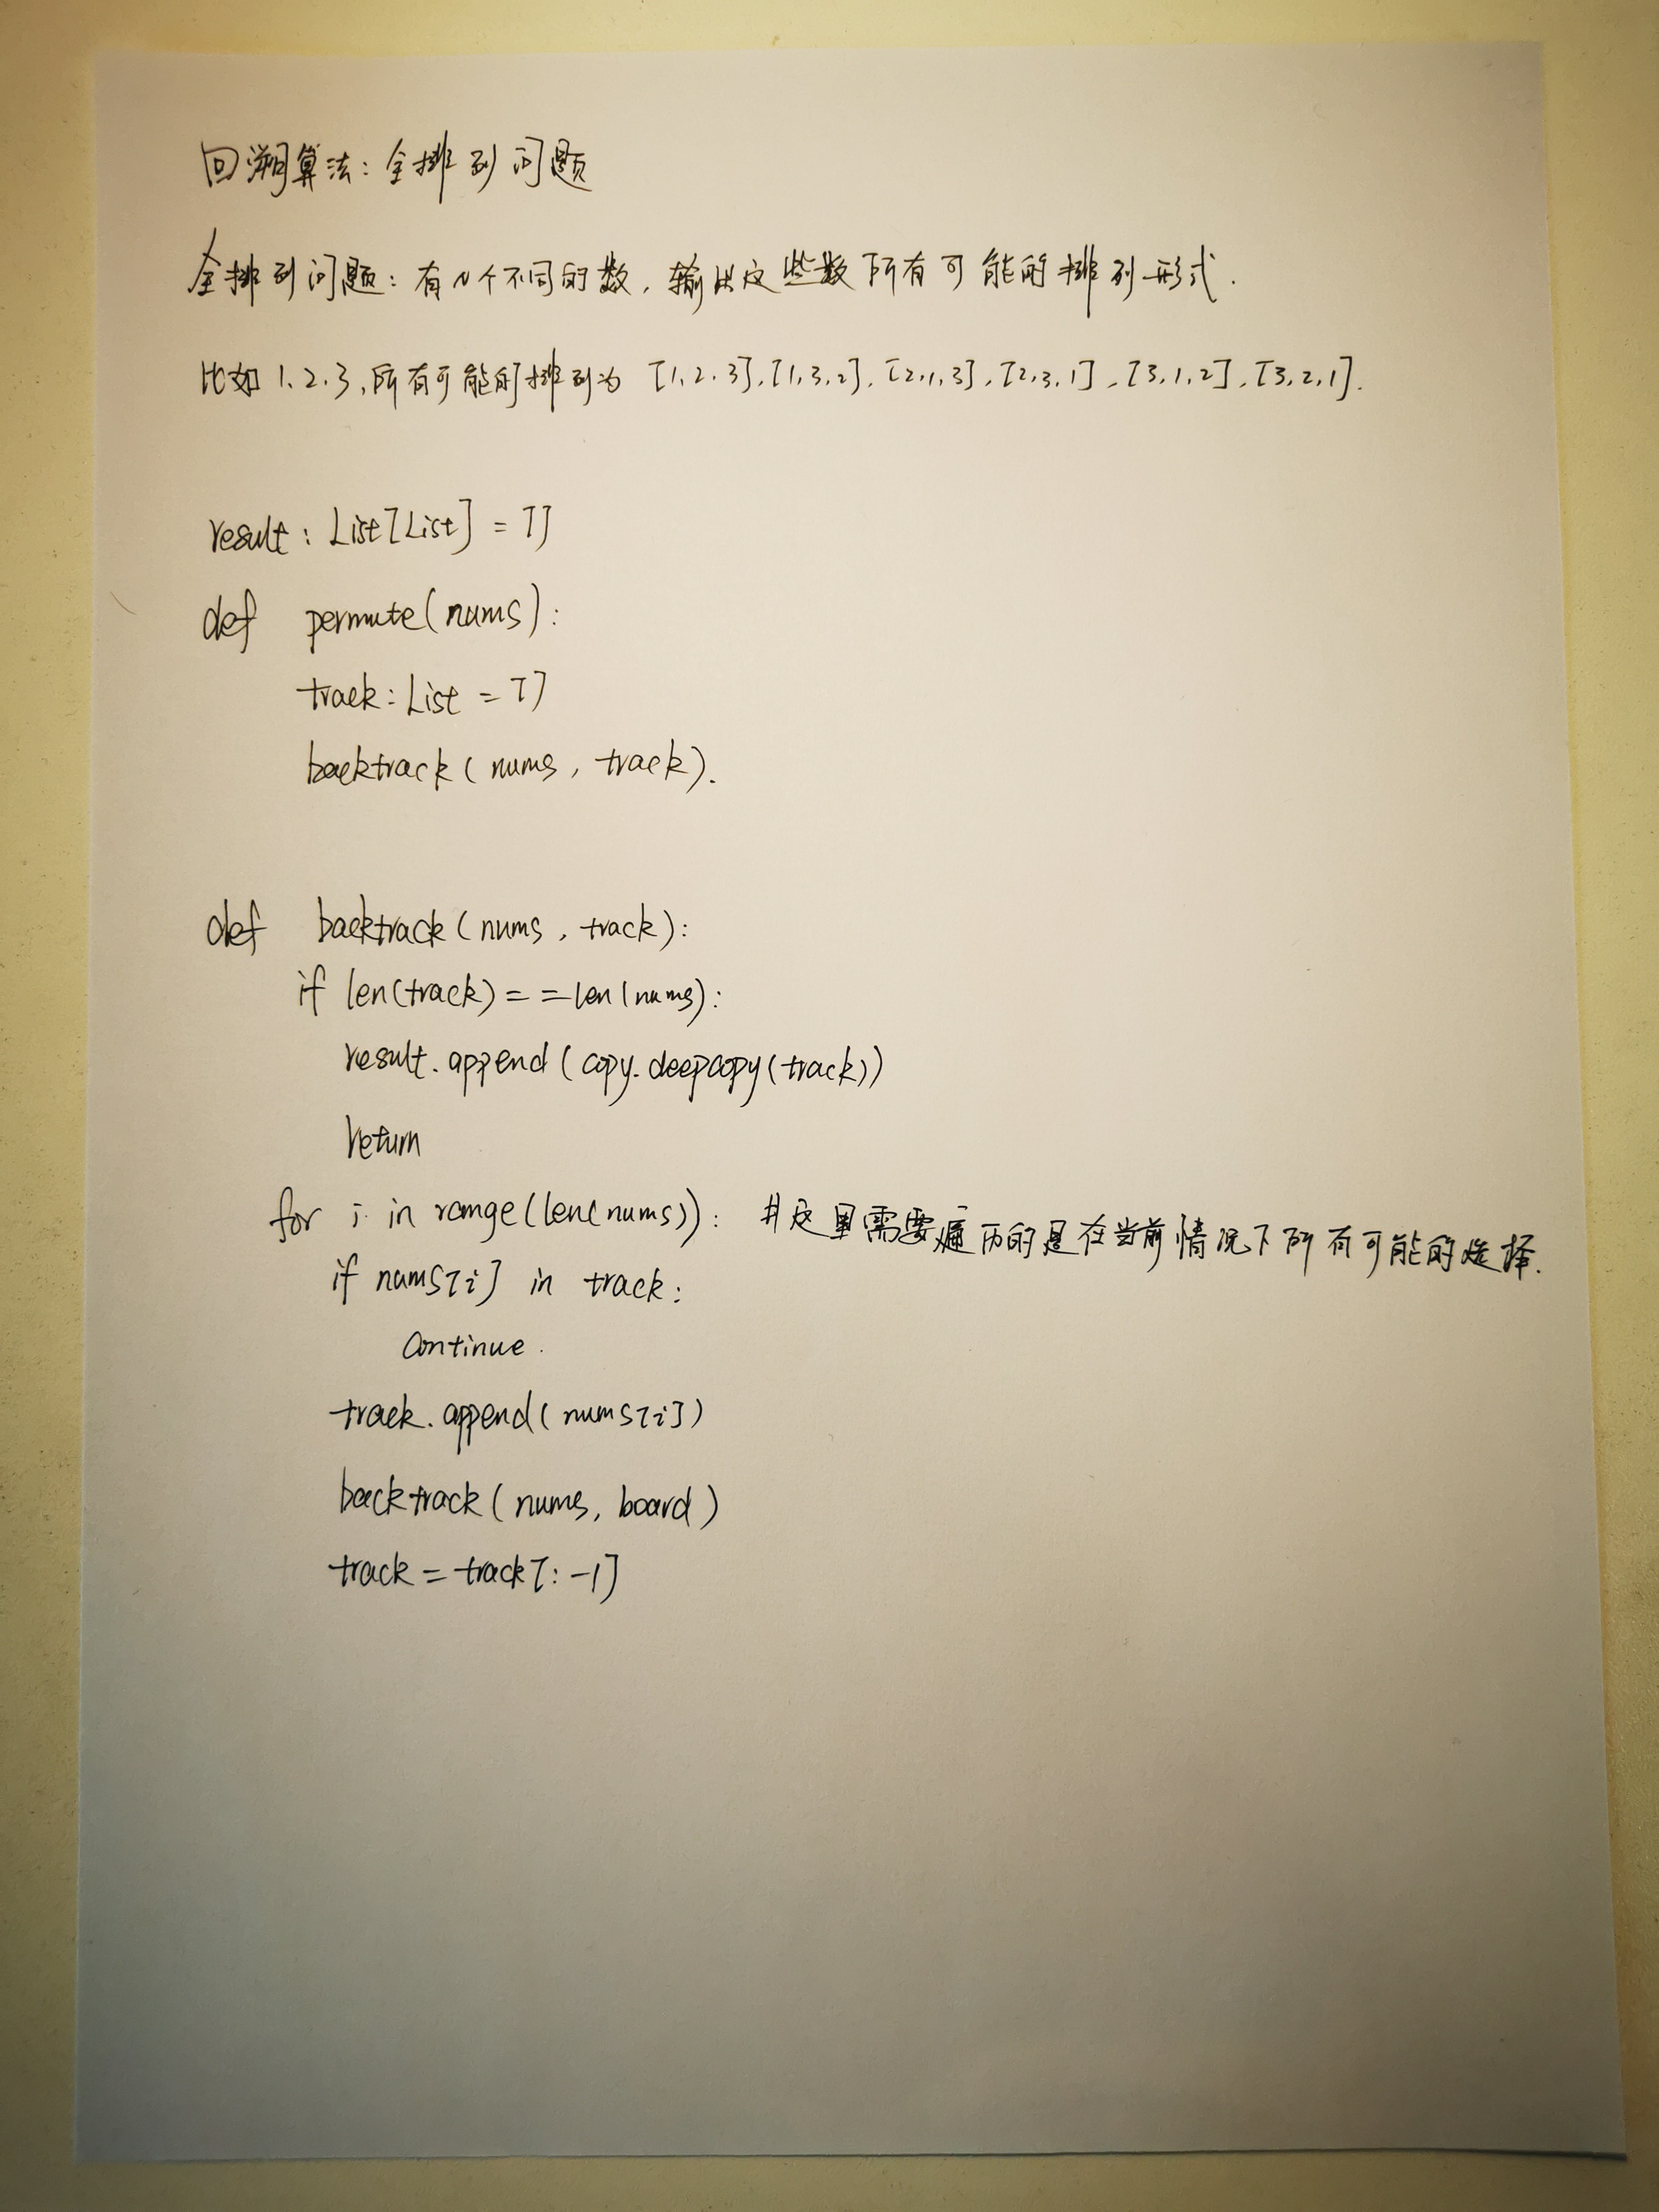 回溯算法：全排列问题
全排列问题：有N个不同的数，输出这些数所有可能的排列形式.
比如1.2.3,所有可能的排列为 [1,2,3],[1,3,2],[2,1,3],[2,3,1],[3,1,2],[3,2,1].
result: List[List] = []
def permute(nums):
track: List = []
backtrack(nums, track).
def backtrack(nums, track):
if len(track) == len(nums):
result.append(copy.deepcopy(track))
return
for i in range(len(nums)): #这里需要遍历的是在当前情况下所有可能的选择.
if nums[i] in track:
Continue.
track.append(nums[i])
backtrack(nums, board)
track = track[:-1]